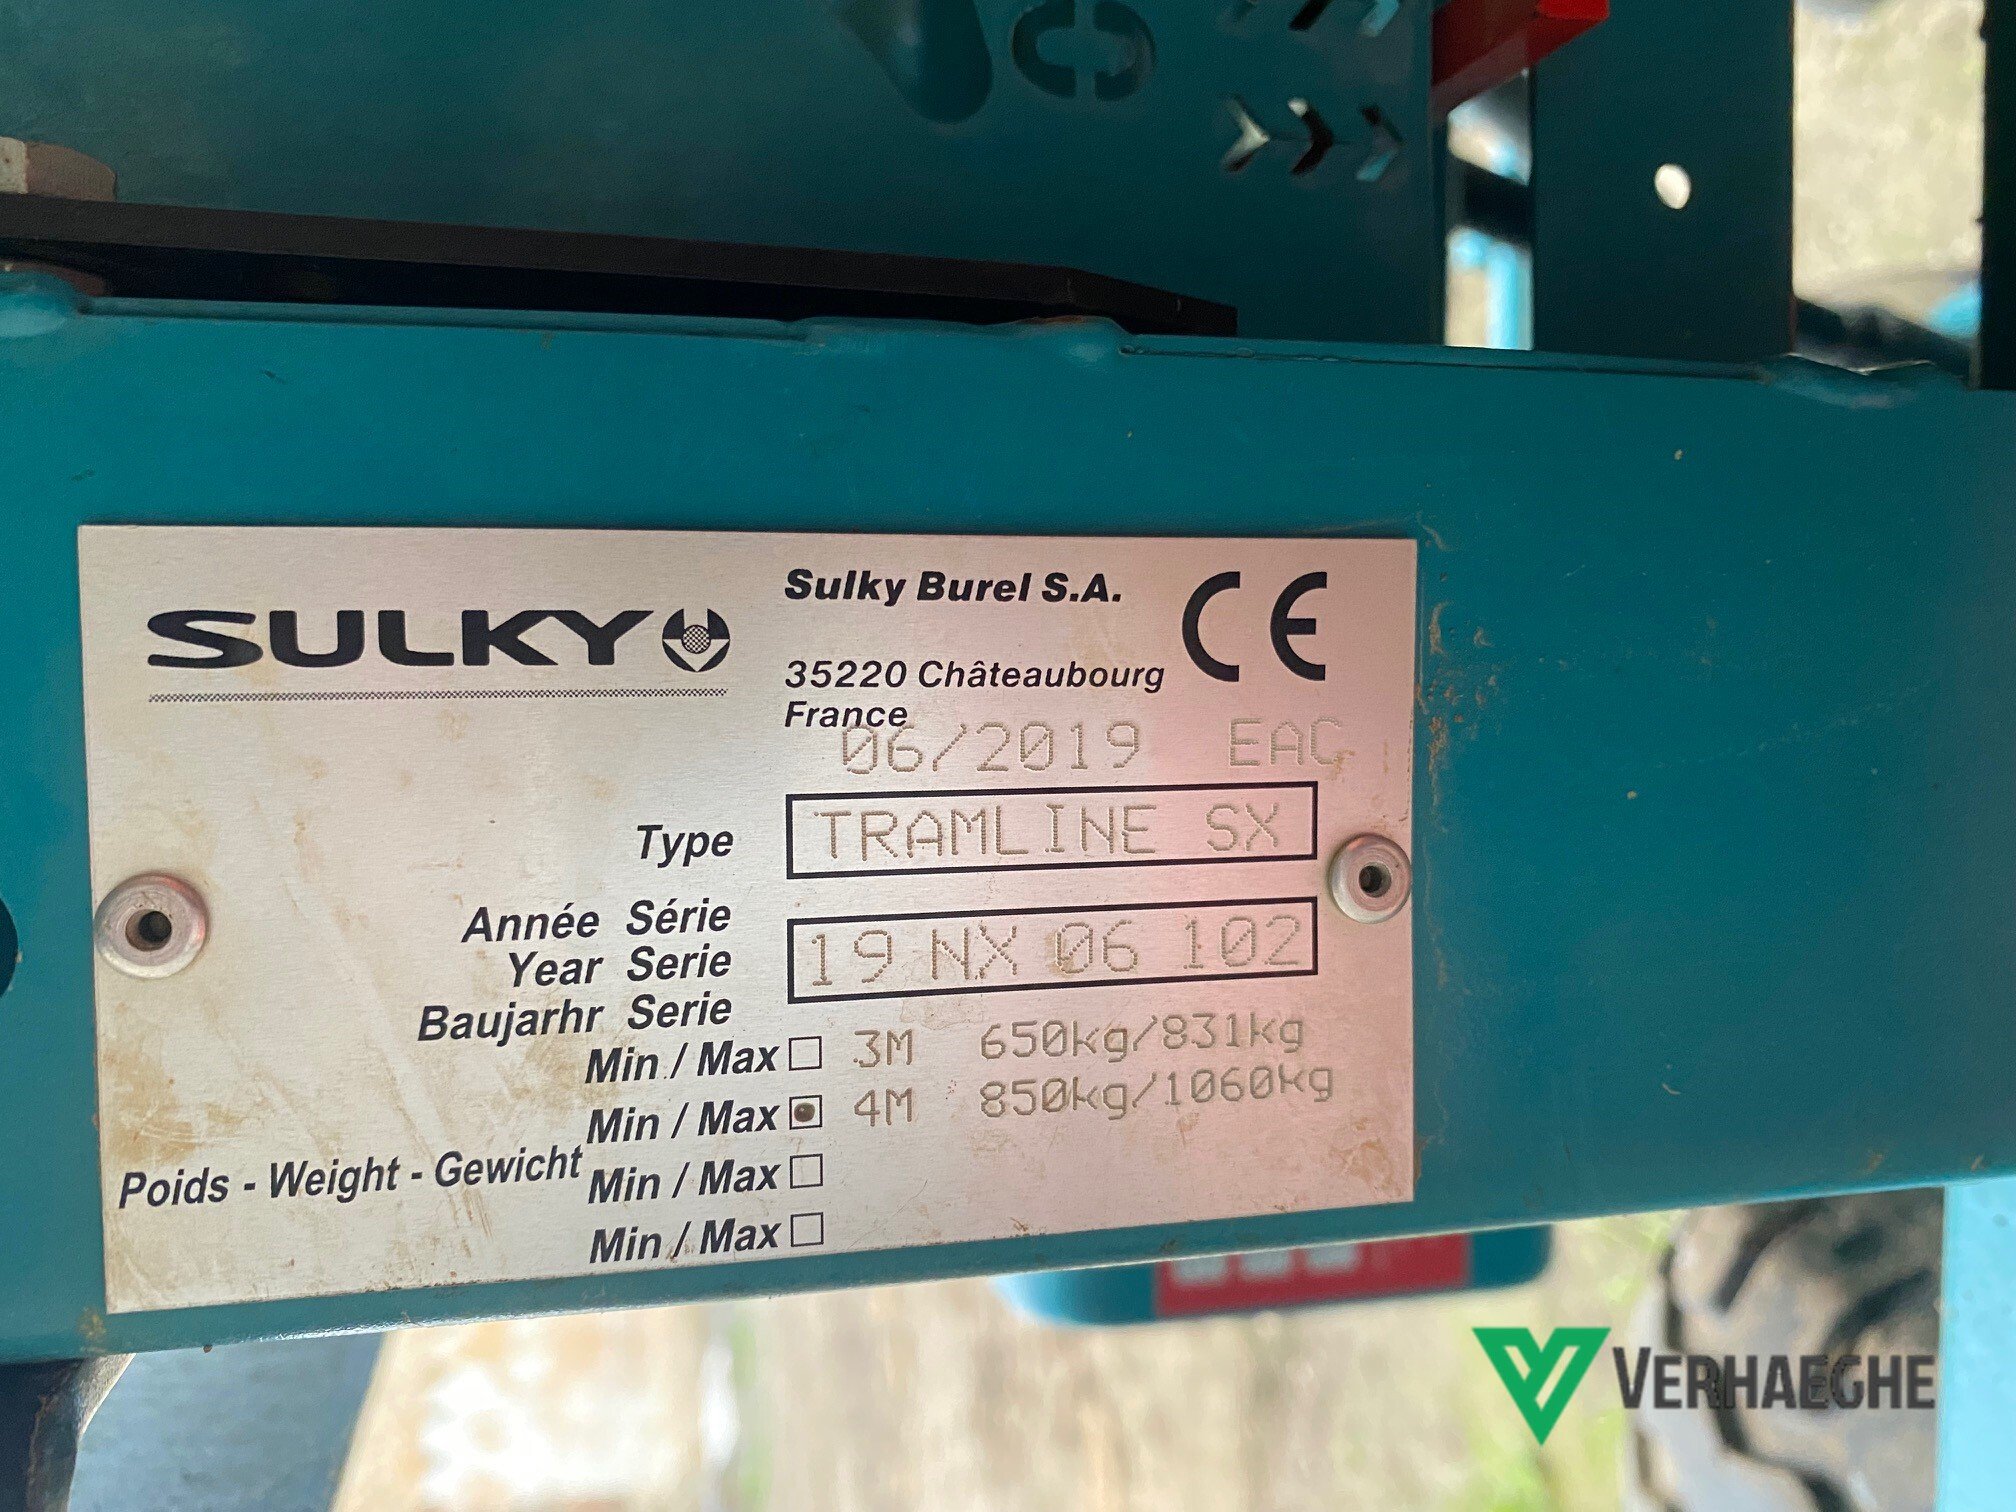 SULKY
Sulky Burel S.A.
CE
35220 Châteaubourg
France
06/2019 EAC
Type TRAMLINE SX
Année Série
Year Serie 19 NX 06 102
Baujarhr Serie
Min / Max 3M 650kg/831kg
Min / Max 4M 850kg/1060kg
Poids - Weight - Gewicht Min / Max
Min / Max
VERHAEGHE